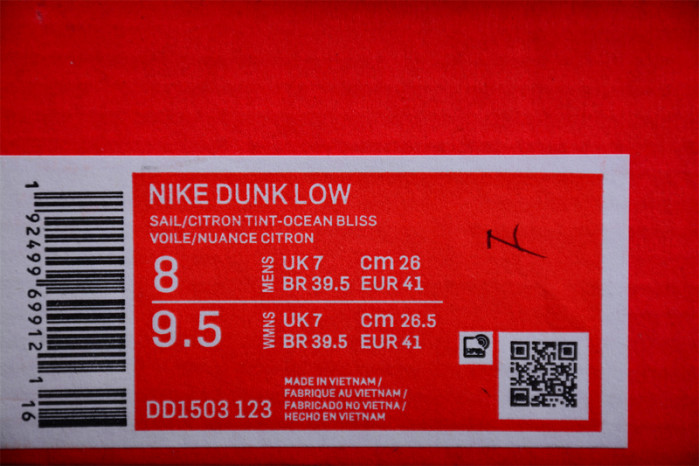 NIKE DUNK LOW
SAIL/CITRON TINT-OCEAN BLISS
VOILE/NUANCE CITRON
8 MENS UK 7 cm 26
BR 39.5 EUR 41
9.5 WMNS UK 7 cm 26.5
BR 39.5 EUR 41
MADE IN VIETNAM /
FABRIQUE AU VIETNAM /
FABRICADO NO VIETNA /
HECHO EN VIETNAM
DD1503 123
1 92499 69912 1 16